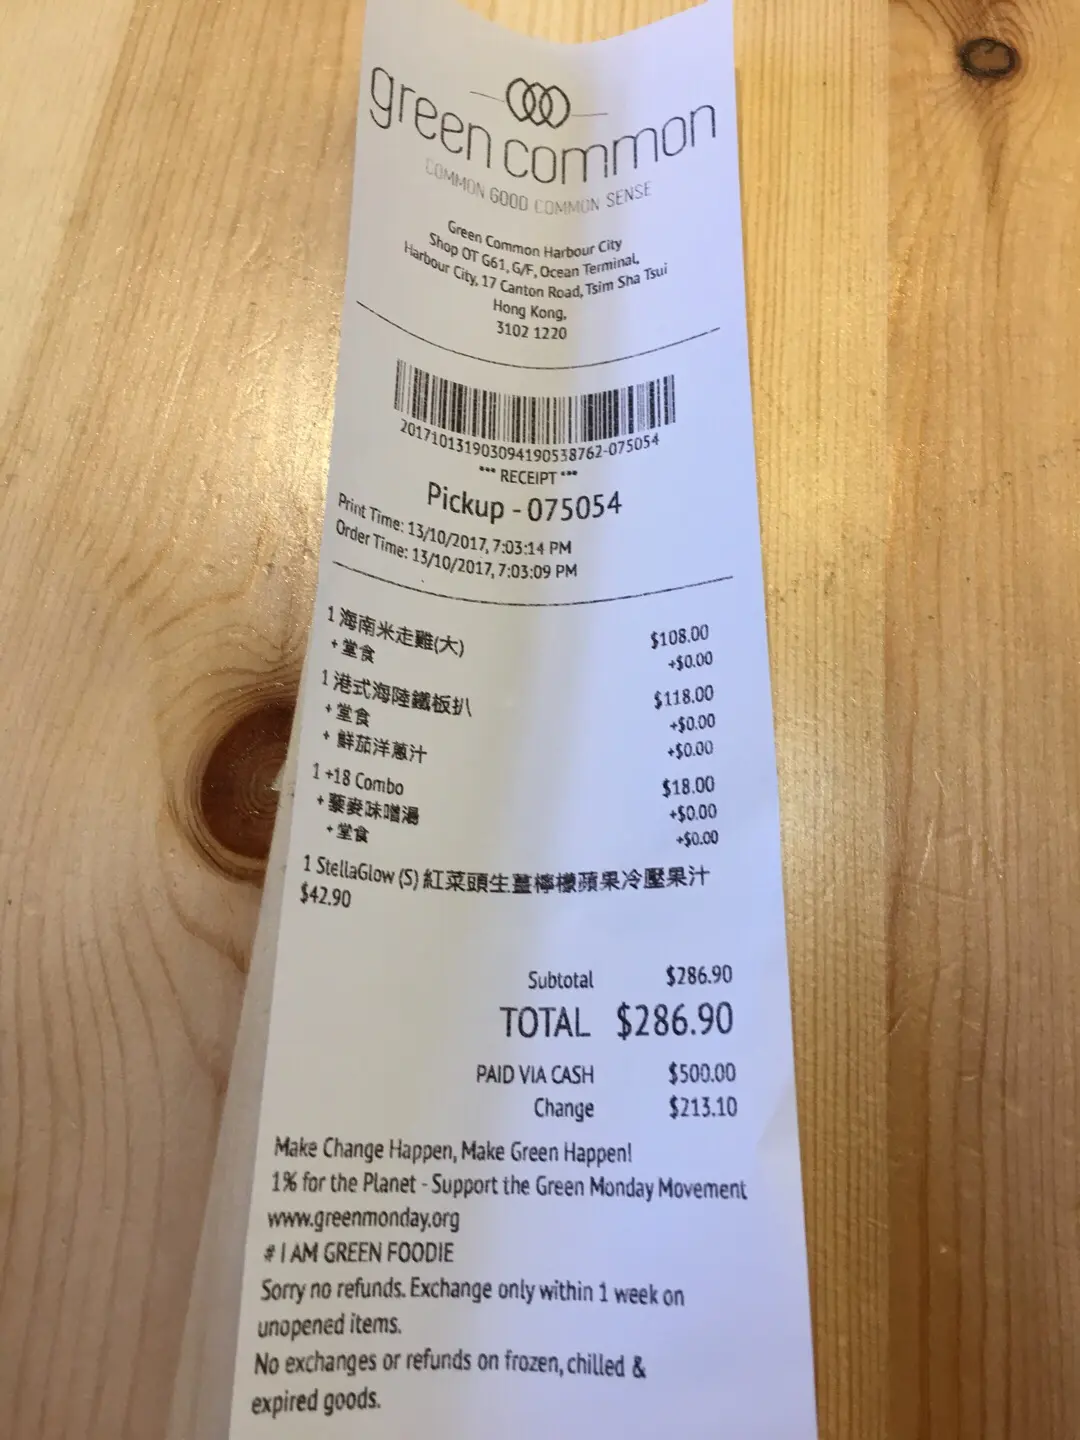 green common
COMMON GOOD COMMON SENSE
Green Common Harbour City
Shop OT G61, G/F, Ocean Terminal,
Harbour City, 17 Canton Road, Tsim Sha Tsui
Hong Kong,
3102 1220
201710131903094190538762-075054
*** RECEIPT ***
Pickup - 075054
Print Time: 13/10/2017, 7:03:14 PM
Order Time: 13/10/2017, 7:03:09 PM
1 海南米走雞(大) $108.00
+ 堂食 +$0.00
1 港式海陸鐵板扒 $118.00
+ 堂食 +$0.00
+ 鮮茄洋蔥汁 +$0.00
1 +18 Combo $18.00
+ 藜麥味噌湯 +$0.00
+ 堂食 +$0.00
1 StellaGlow (S) 紅菜頭生薑檸檬蘋果冷壓果汁
$42.90
Subtotal $286.90
TOTAL $286.90
PAID VIA CASH $500.00
Change $213.10
Make Change Happen, Make Green Happen!
1% for the Planet - Support the Green Monday Movement
www.greenmonday.org
# I AM GREEN FOODIE
Sorry no refunds. Exchange only within 1 week on
unopened items.
No exchanges or refunds on frozen, chilled &
expired goods.